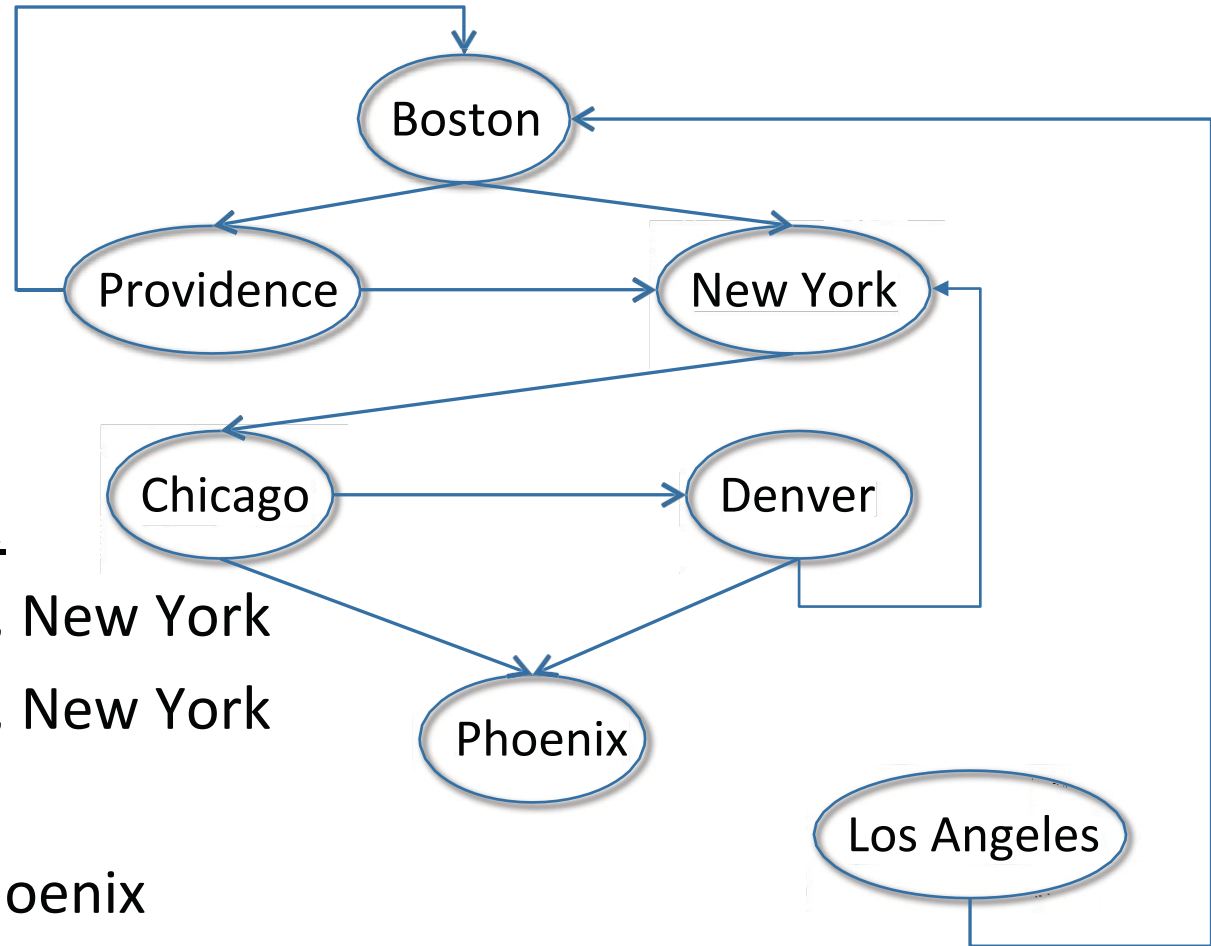 Boston
Providence
New York
Chicago
Denver
New York
New York
Phoenix
Los Angeles
oenix